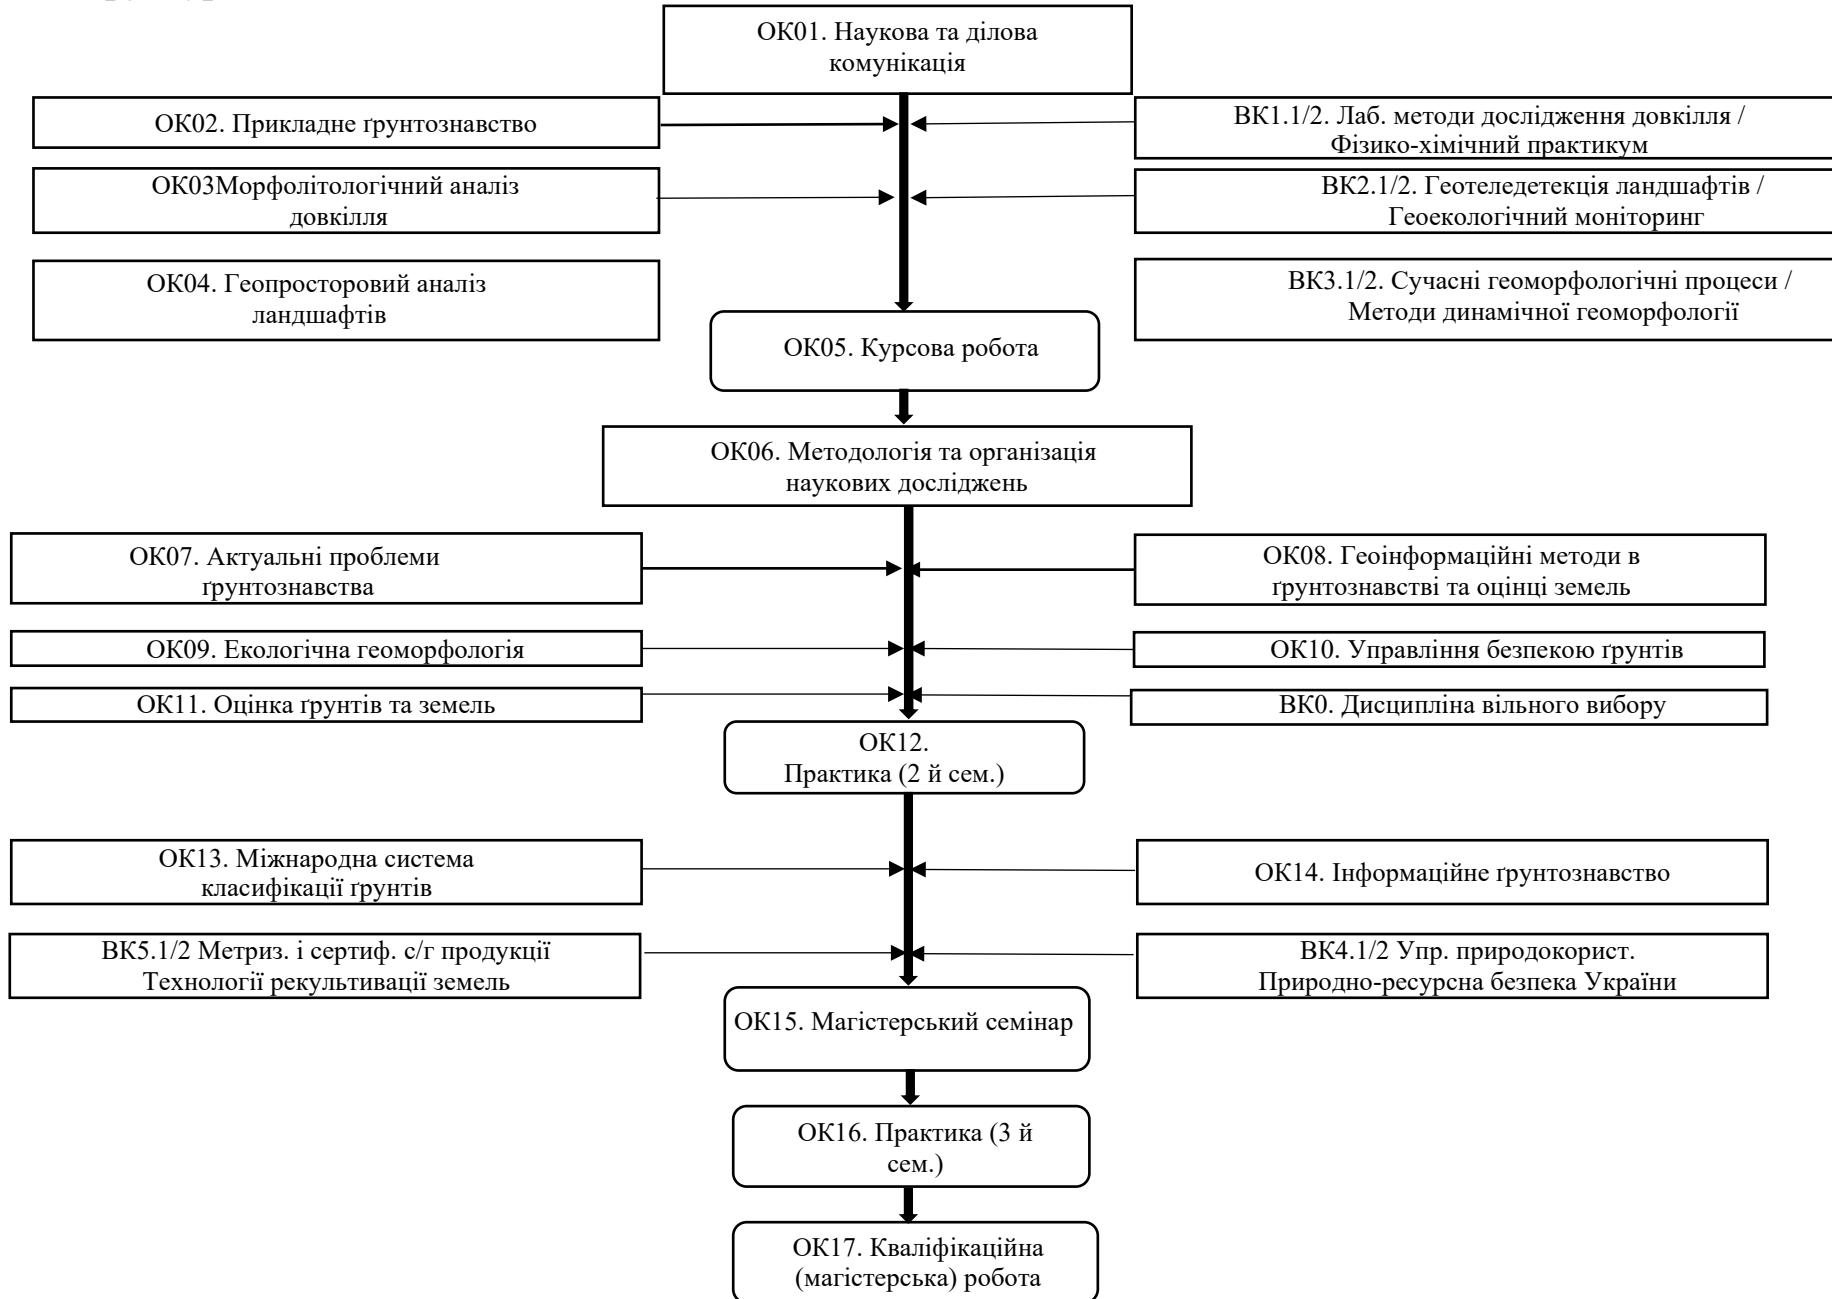 ОК01. Наукова та ділова
комунікація
ОК02. Прикладне ґрунтознавство
ВК1.1/2. Лаб. методи дослідження довкілля /
Фізико-хімічний практикум
ОК03Морфолітологічний аналіз
довкілля
ВК2.1/2. Геотеледетекція ландшафтів /
Геоекологічний моніторинг
ОК04. Геопросторовий аналіз
ландшафтів
ВК3.1/2. Сучасні геоморфологічні процеси /
Методи динамічної геоморфології
ОК05. Курсова робота
ОК06. Методологія та організація
наукових досліджень
ОК07. Актуальні проблеми
ґрунтознавства
ОК08. Геоінформаційні методи в
ґрунтознавстві та оцінці земель
ОК09. Екологічна геоморфологія
ОК10. Управління безпекою ґрунтів
ОК11. Оцінка ґрунтів та земель
ВК0. Дисципліна вільного вибору
ОК12.
Практика (2 й сем.)
ОК13. Міжнародна система
класифікації ґрунтів
ОК14. Інформаційне ґрунтознавство
ВК5.1/2 Метриз. і сертиф. с/г продукції
Технології рекультивації земель
ВК4.1/2 Упр. природокорист.
Природно-ресурсна безпека України
ОК15. Магістерський семінар
ОК16. Практика (3 й
сем.)
ОК17. Кваліфікаційна
(магістерська) робота